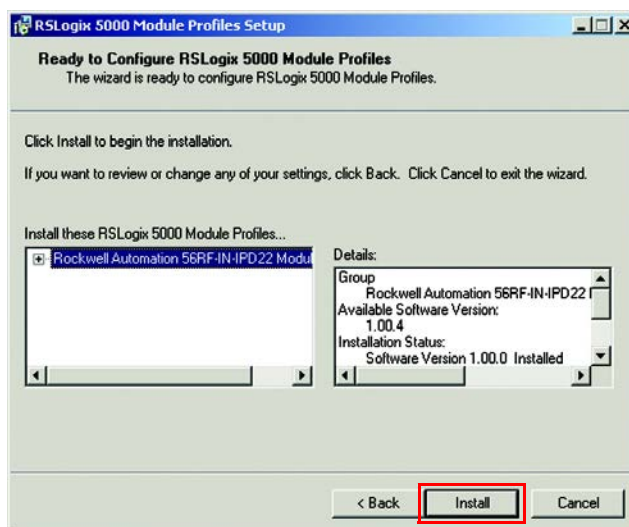 RSLogix 5000 Module Profiles Setup
Ready to Configure RSLogix 5000 Module Profiles
The wizard is ready to configure RSLogix 5000 Module Profiles.
Click Install to begin the installation.
If you want to review or change any of your settings, click Back. Click Cancel to exit the wizard.
Install these RSLogix 5000 Module Profiles...
Rockwell Automation 56RF-IN-IPD22 Modul
Details:
Group
Rockwell Automation 56RF-IN-IPD22
Available Software Version:
1.00.4
Installation Status:
Software Version 1.00.0 Installed
< Back
Install
Cancel